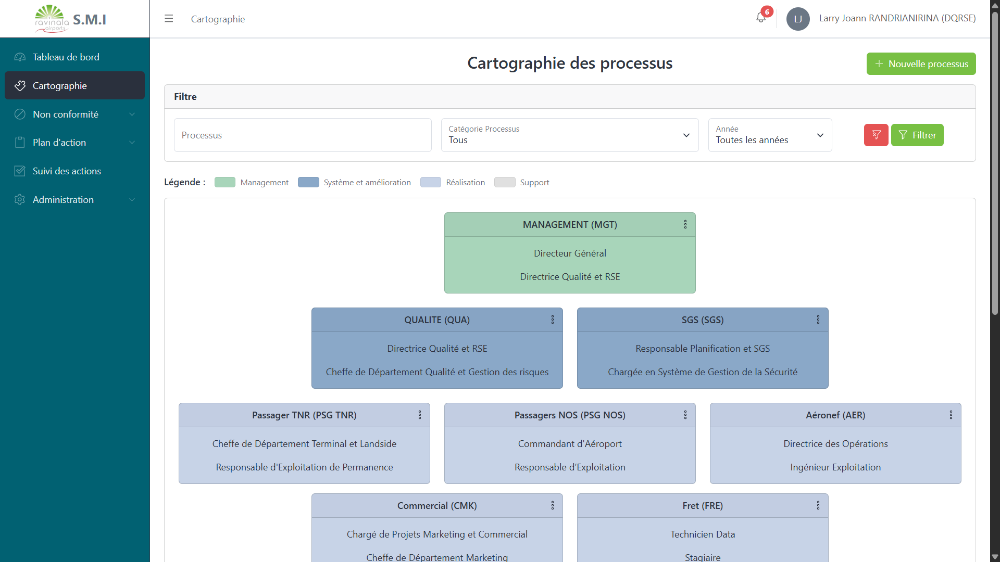 ravinala
airports
S.M.I
Cartographie
6
LJ
Larry Joann RANDRIANIRINA (DQRSE)
Tableau de bord
Cartographie
Non conformité
Plan d'action
Suivi des actions
Administration
Cartographie des processus
Nouvelle processus
Filtre
Processus
Catégorie Processus
Tous
Année
Toutes les années
Filtrer
Légende :
Management
Système et amélioration
Réalisation
Support
MANAGEMENT (MGT)
Directeur Général
Directrice Qualité et RSE
QUALITE (QUA)
Directrice Qualité et RSE
Cheffe de Département Qualité et Gestion des risques
SGS (SGS)
Responsable Planification et SGS
Chargée en Système de Gestion de la Sécurité
Passager TNR (PSG TNR)
Cheffe de Département Terminal et Landside
Responsable d'Exploitation de Permanence
Passagers NOS (PSG NOS)
Commandant d'Aéroport
Responsable d’Exploitation
Aéronef (AER)
Directrice des Opérations
Ingénieur Exploitation
Commercial (CMK)
Chargé de Projets Marketing et Commercial
Cheffe de Département Marketing
Fret (FRE)
Technicien Data
Stagiaire